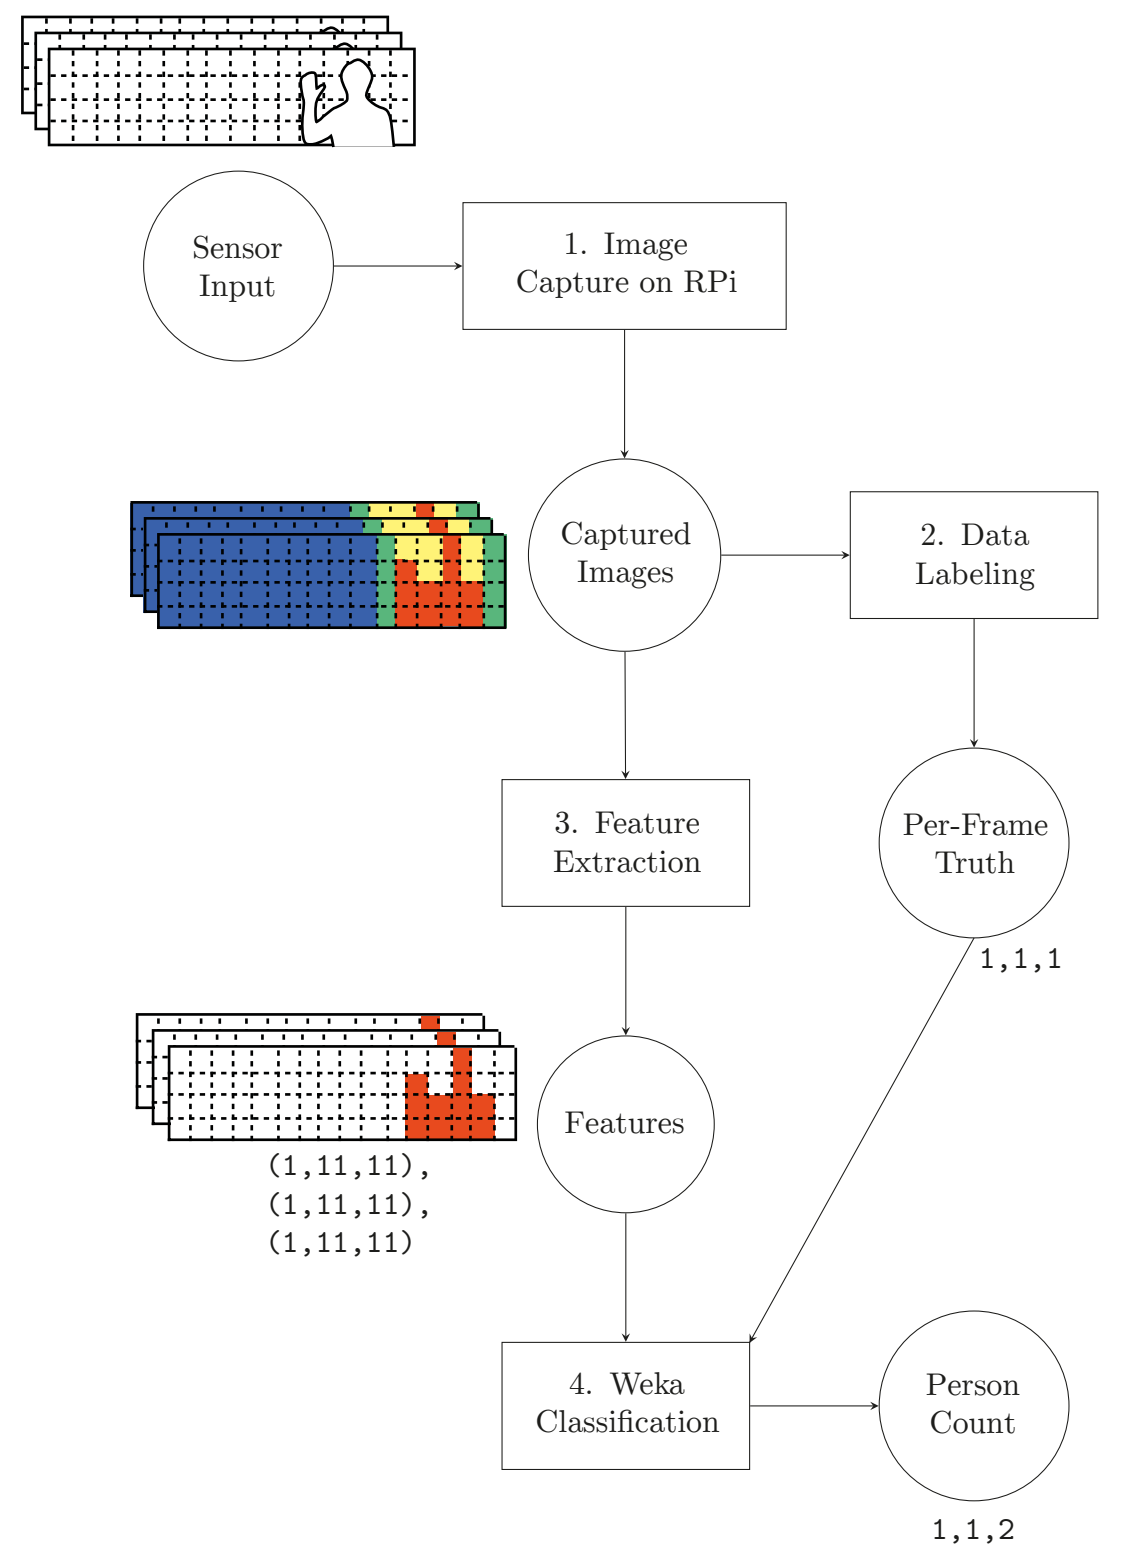 Sensor
Input
1. Image
Capture on RPi
Captured
Images
2. Data
Labeling
3. Feature
Extraction
Per-Frame
Truth
1,1,1
Features
(1,11,11),
(1,11,11),
(1,11,11)
4. Weka
Classification
Person
Count
1,1,2